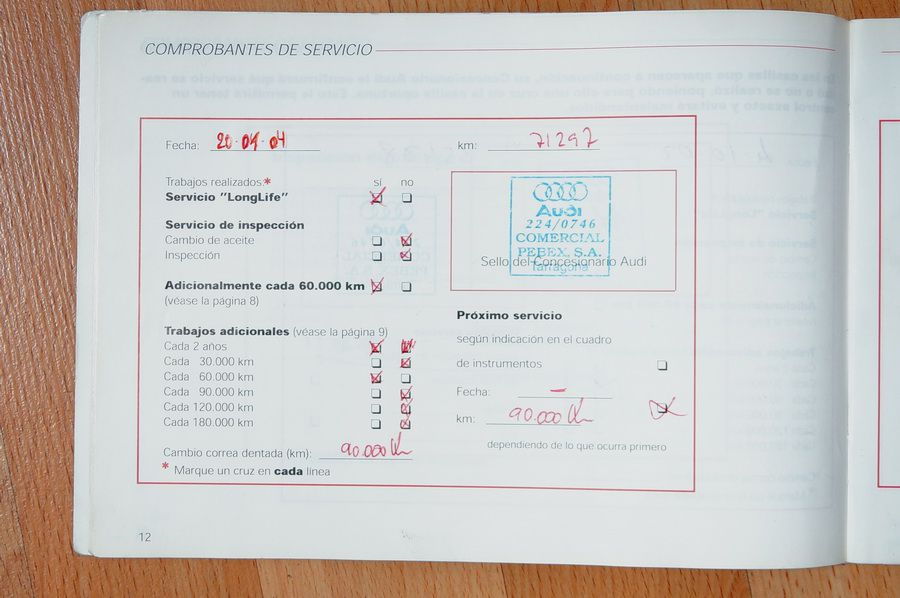 COMPROBANTES DE SERVICIO
Fecha: 20.04.04
km: 71297
Trabajos realizados:* sí no
Servicio "LongLife"
Servicio de inspección
Cambio de aceite
Inspección
Adicionalmente cada 60.000 km
(véase la página 8)
Trabajos adicionales (véase la página 9)
Cada 2 años
Cada 30.000 km
Cada 60.000 km
Cada 90.000 km
Cada 120.000 km
Cada 180.000 km
Cambio correa dentada (km): 90.000 Km
* Marque un cruz en cada línea
Audi
224/0746
COMERCIAL
PEBEX, S.A.
Tarragona
Sello del Concesionario Audi
Próximo servicio
según indicación en el cuadro
de instrumentos
Fecha: —
km: 90.000 Km
dependiendo de lo que ocurra primero
12